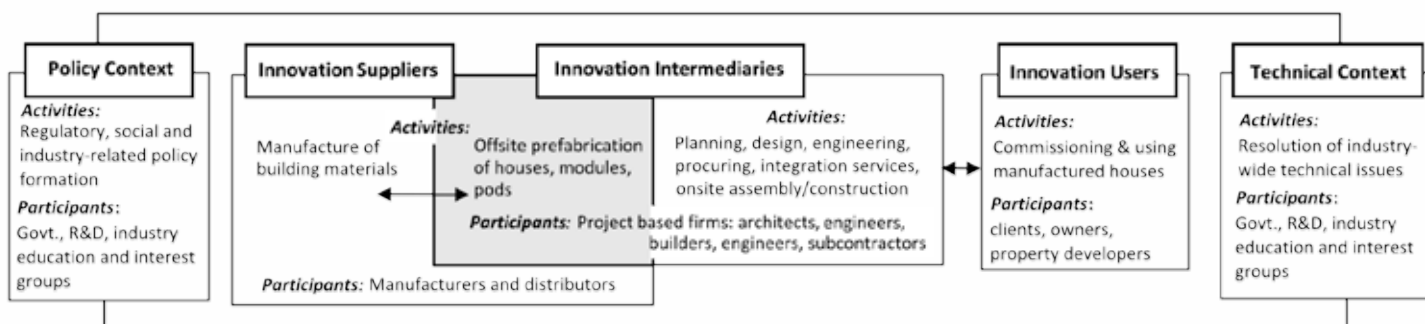 Policy Context
Activities:
Regulatory, social and
industry-related policy
formation
Participants:
Govt., R&D, industry
education and interest
groups
Innovation Suppliers
Manufacture of
building materials
Participants: Manufacturers and distributors
Innovation Intermediaries
Activities:
Offsite prefabrication
of houses, modules,
pods
Activities:
Planning, design, engineering,
procuring, integration services,
onsite assembly/construction
Participants: Project based firms: architects, engineers,
builders, engineers, subcontractors
Innovation Users
Activities:
Commissioning & using
manufactured houses
Participants:
clients, owners,
property developers
Technical Context
Activities:
Resolution of industry-
wide technical issues
Participants:
Govt., R&D, industry
education and interest
groups